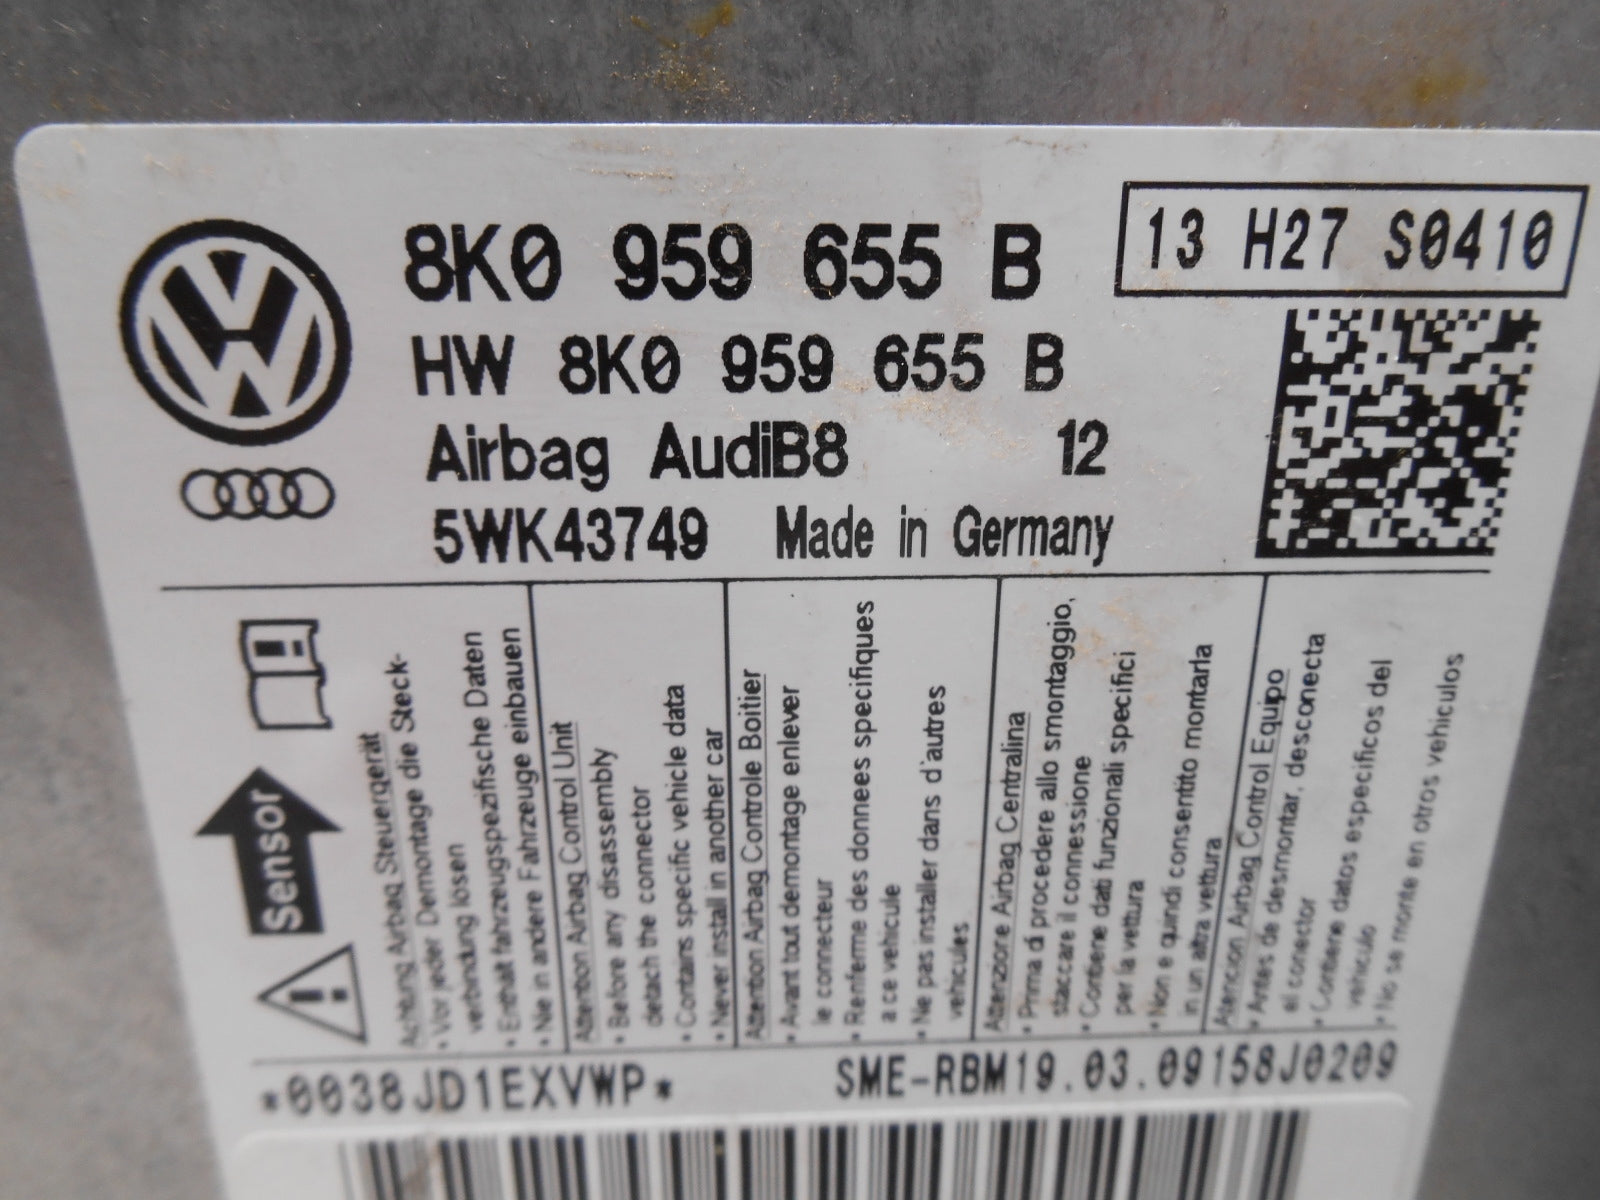 8K0 959 655 B
13 H27 S0410
HW 8K0 959 655 B
Airbag AudiB8 12
5WK43749 Made in Germany
Sensor
Achtung Airbag Steuergerät
• Vor jeder Demontage die Steck-
verbindung lösen
• Enthält fahrzeugspezifische Daten
• Nie in andere Fahrzeuge einbauen
Attention Airbag Control Unit
• Before any disassembly
detach the connector
• Contains specific vehicle data
• Never install in another car
Attention Airbag Controle Boitier
• Avant tout demontage enlever
le connecteur
• Renferme des donnees specifiques
a ce vehicule
• Ne pas installer dans d'autres
vehicules
Attenzione Airbag Centralina
• Prima di procedere allo smontaggio,
staccare il connessione
• Contiene dati funzionali specifici
per la vettura
• Non e quindi consentito montarla
in un altra vettura
Atencion Airbag Control Equipo
• Antes de desmontar, desconecta
el conector
• Contiene datos especificos del
vehiculo
• No se monte en otros vehiculos
*0038JD1EXVWP*
SME-RBM19.03.09158J0209